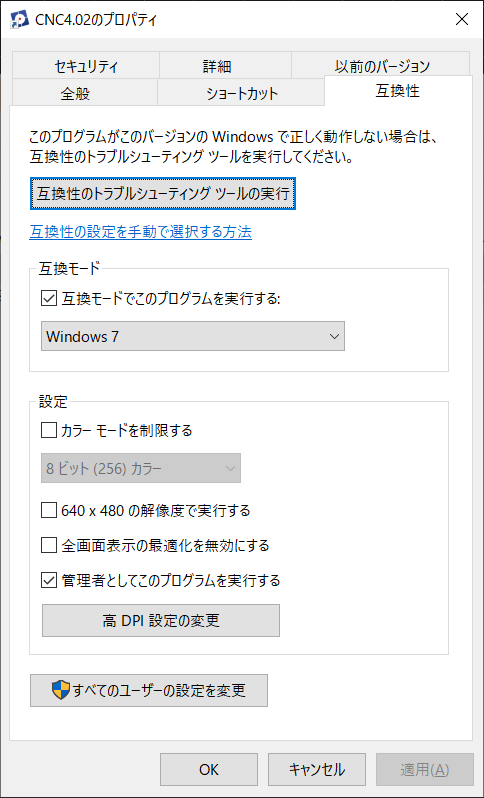 CNC4.02のプロパティ
セキュリティ 詳細 以前のバージョン
全般 ショートカット 互換性
このプログラムがこのバージョンの Windows で正しく動作しない場合は、
互換性のトラブルシューティング ツールを実行してください。
互換性のトラブルシューティング ツールの実行
互換性の設定を手動で選択する方法
互換モード
互換モードでこのプログラムを実行する:
Windows 7
設定
カラー モードを制限する
8 ビット (256) カラー
640 x 480 の解像度で実行する
全画面表示の最適化を無効にする
管理者としてこのプログラムを実行する
高 DPI 設定の変更
すべてのユーザーの設定を変更
OK キャンセル 適用(A)